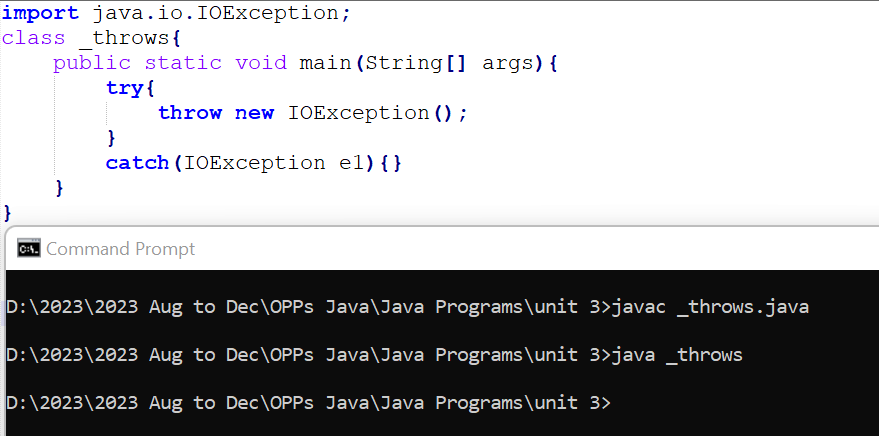 import java.io.IOException;
class _throws{
public static void main(String[] args){
try{
throw new IOException();
}
catch(IOException e1){}
}
}
Command Prompt
D:\2023\2023 Aug to Dec\OPPs Java\Java Programs\unit 3>javac _throws.java
D:\2023\2023 Aug to Dec\OPPs Java\Java Programs\unit 3>java _throws
D:\2023\2023 Aug to Dec\OPPs Java\Java Programs\unit 3>